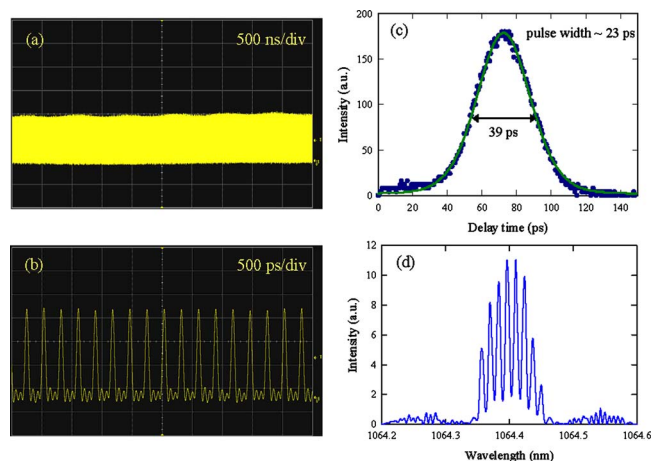 (a)
500 ns/div
(b)
500 ps/div
(c)
pulse width ~ 23 ps
200
150
100
50
0
Intensity (a.u.)
39 ps
0 20 40 60 80 100 120 140
Delay time (ps)
(d)
12
10
8
6
4
2
0
Intensity (a.u.)
1064.2 1064.3 1064.4 1064.5 1064.6
Wavelength (nm)